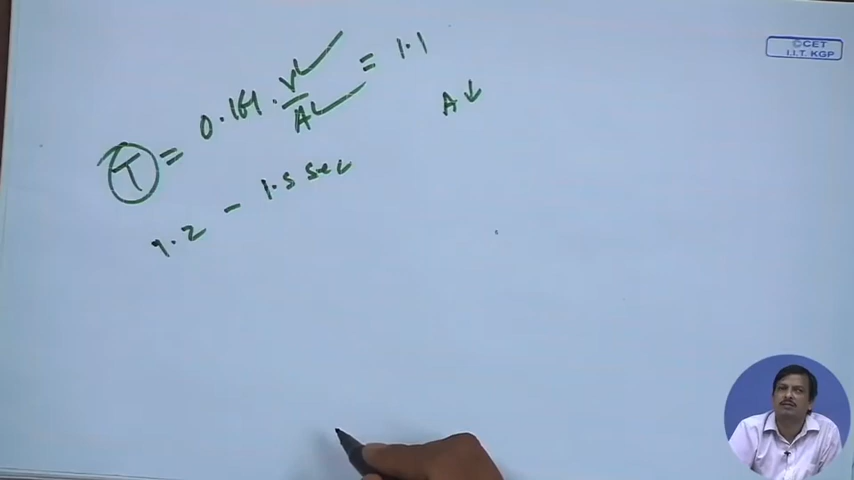 T = 0.161 · V/A = 1.1
A↓
1.2 - 1.5 sec
©CET
I.I.T. KGP